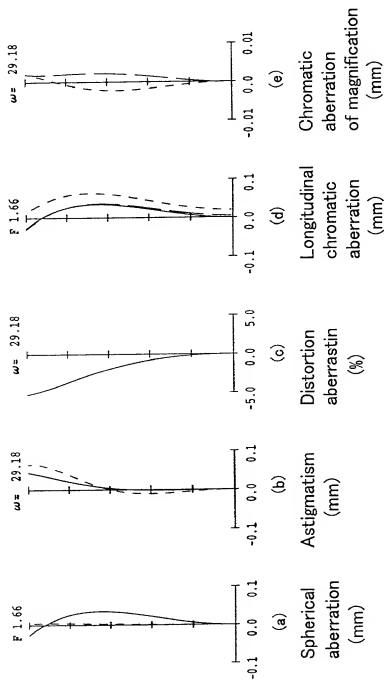 F 1.66
-0.1 0.0 0.1
(a)
Spherical
aberration
(mm)
ω= 29.18
-0.1 0.0 0.1
(b)
Astigmatism
(mm)
ω= 29.18
-5.0 0.0 5.0
(c)
Distortion
aberrastin
(%)
F 1.66
-0.1 0.0 0.1
(d)
Longitudinal
chromatic
aberration
(mm)
ω= 29.18
-0.01 0.0 0.01
(e)
Chromatic
aberration
of magnification
(mm)